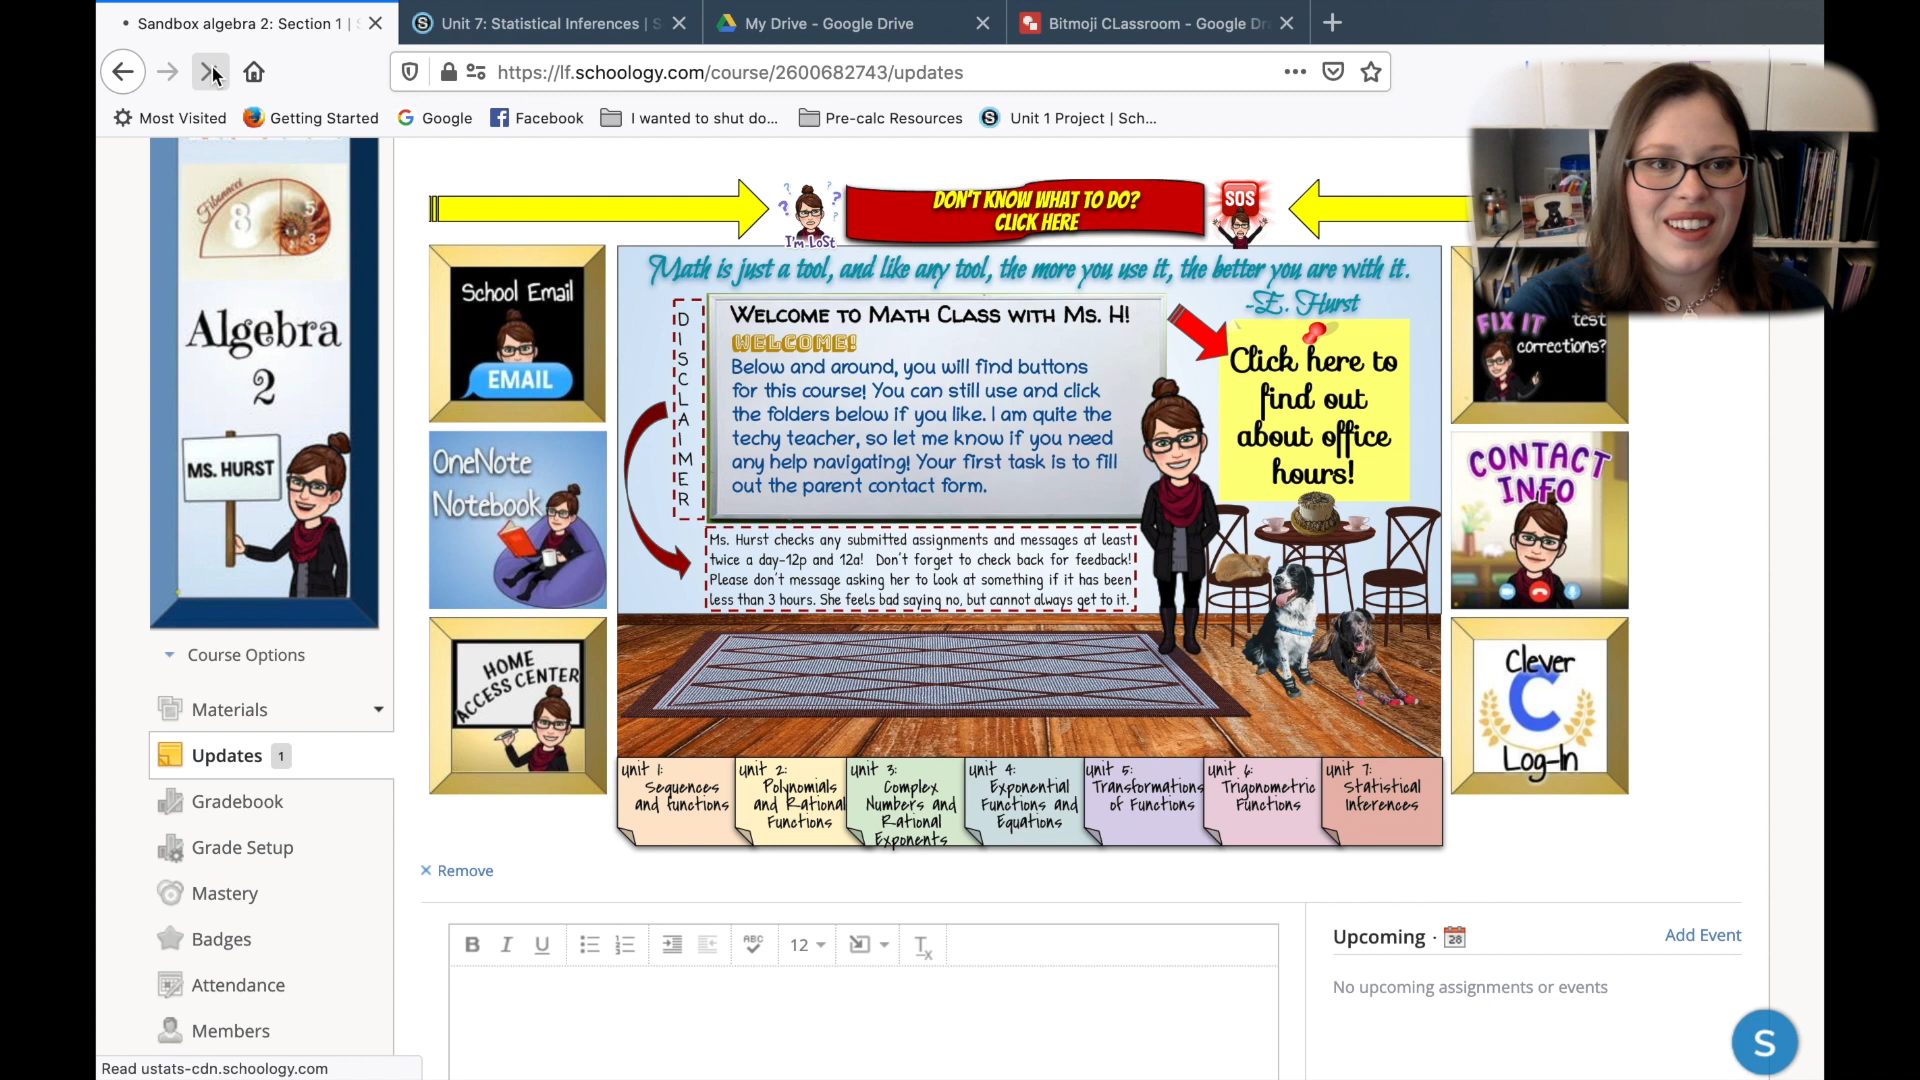 Sandbox algebra 2: Section 1 | S
Unit 7: Statistical Inferences | S
My Drive - Google Drive
Bitmoji CLassroom - Google Dra
https://lf.schoology.com/course/2600682743/updates
Most Visited
Getting Started
Google
Facebook
I wanted to shut do...
Pre-calc Resources
Unit 1 Project | Sch...
Fibonacci
8
5
3
Algebra
2
MS. HURST
Course Options
Materials
Updates 1
Gradebook
Grade Setup
Mastery
Badges
Attendance
Members
Read ustats-cdn.schoology.com
I'm Lost
DON'T KNOW WHAT TO DO?
CLICK HERE
SOS
School Email
EMAIL
OneNote
Notebook
HOME
ACCESS CENTER
Math is just a tool, and like any tool, the more you use it, the better you are with it.
-E. Hurst
DISCLAIMER
Welcome to Math Class with Ms. H!
WELCOME!
Below and around, you will find buttons
for this course! You can still use and click
the folders below if you like. I am quite the
techy teacher, so let me know if you need
any help navigating! Your first task is to fill
out the parent contact form.
Click here to
find out
about office
hours!
Ms. Hurst checks any submitted assignments and messages at least
twice a day-12p and 12a! Don't forget to check back for feedback!
Please don't message asking her to look at something if it has been
less than 3 hours. She feels bad saying no, but cannot always get to it.
FIX IT
test
corrections?
CONTACT
INFO
Clever
C
Log-In
Unit 1:
Sequences
and functions
Unit 2:
Polynomials
and Rational
Functions
Unit 3:
Complex
Numbers and
Rational
Exponents
Unit 4:
Exponential
Functions and
Equations
Unit 5:
Transformations
of Functions
Unit 6:
Trigonometric
Functions
Unit 7:
Statistical
Inferences
Remove
B I U
ABC
12
Tx
Upcoming · 28
Add Event
No upcoming assignments or events
S